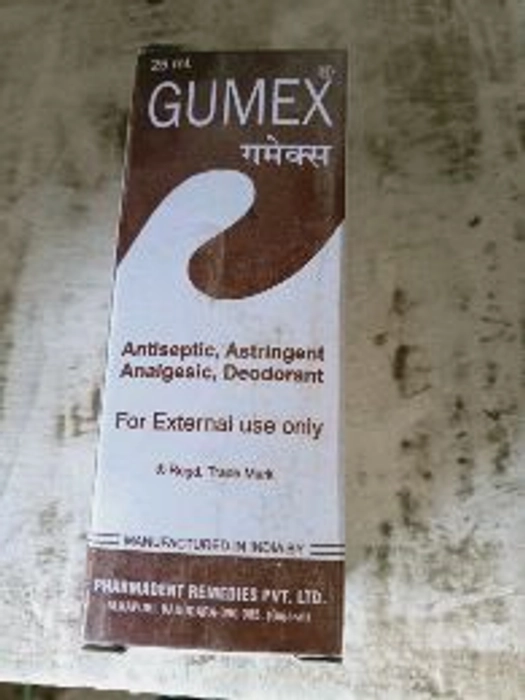 25 ml
GUMEX®
गमेक्स
Antiseptic, Astringent
Analgesic, Deodorant
For External use only
® Regd. Trade Mark
MANUFACTURED IN INDIA BY
PHARMADENT REMEDIES PVT. LTD.